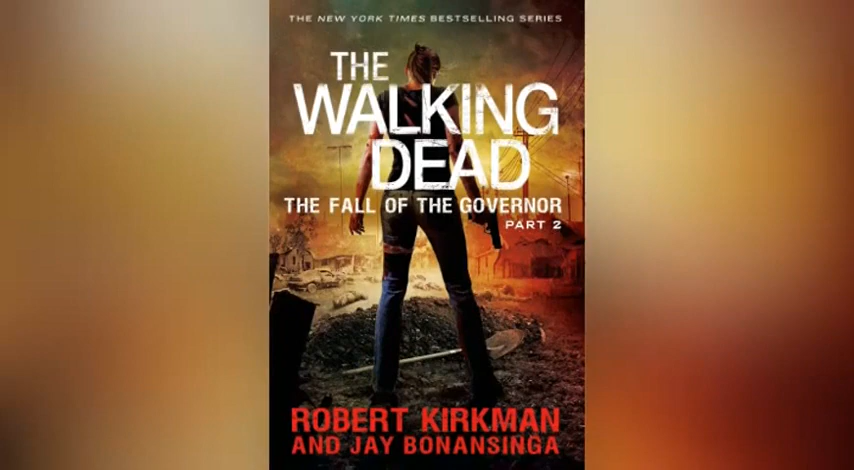 THE NEW YORK TIMES BESTSELLING SERIES
THE
WALKING
DEAD
THE FALL OF THE GOVERNOR
PART 2
ROBERT KIRKMAN
AND JAY BONANSINGA